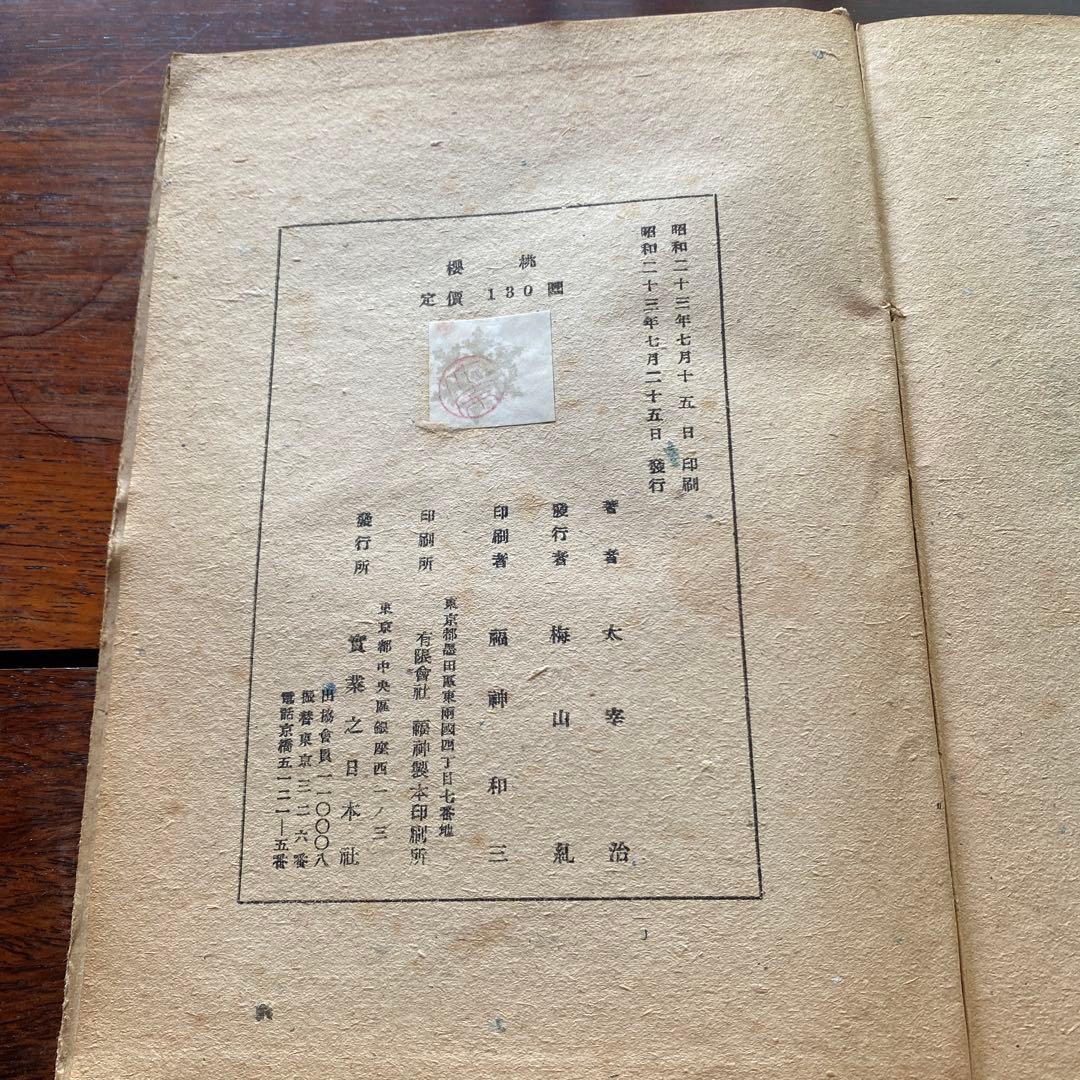 昭和二十三年七月十五日 印刷
昭和二十三年七月二十五日 發行
櫻桃
定價 130圓
著者 太宰治
發行者 梅山糺
印刷者 福神和三
東京都墨田區東兩國四丁目七番地
印刷所 有限會社 福神製本印刷所
東京都中央區銀座西一ノ三
發行所 實業之日本社
出協會員一一〇〇〇八
振替東京三二六番
電話京橋五一二一―五番